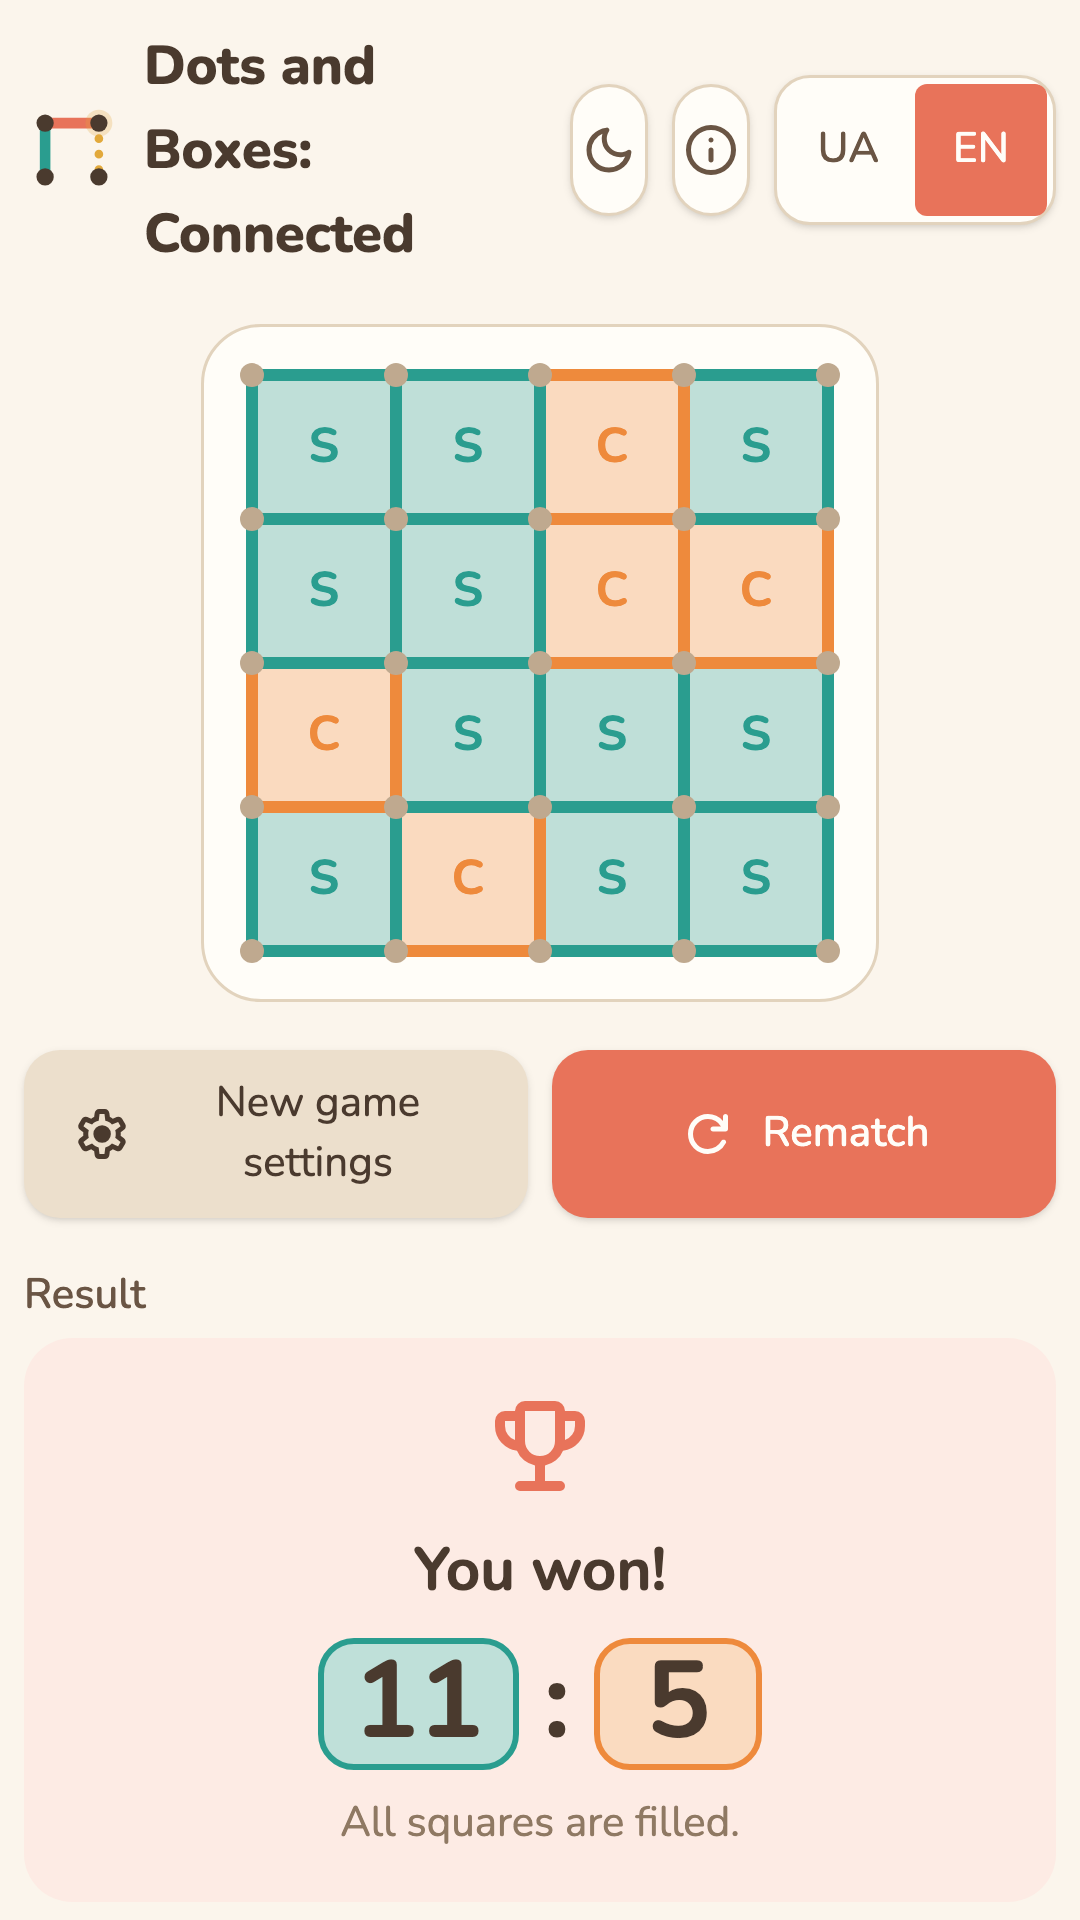 Dots and
Boxes:
Connected
UA EN
S S C S
S S C C
C S S S
S C S S
New game
settings
Rematch
Result
You won!
11 : 5
All squares are filled.